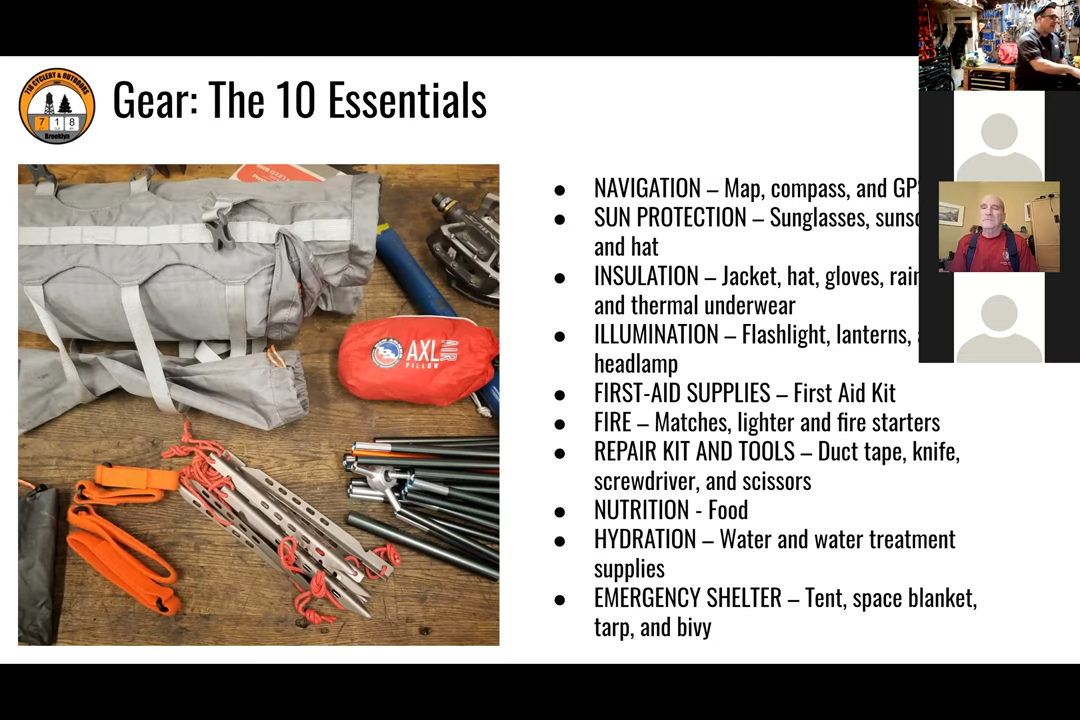 718 CYCLERY & OUTDOORS
7 1 8
Brooklyn
Gear: The 10 Essentials
AXL AIR
PILLOW
● NAVIGATION – Map, compass, and
● SUN PROTECTION – Sunglasses,
and hat
● INSULATION – Jacket, hat, gloves,
and thermal underwear
● ILLUMINATION – Flashlight, lanterns,
headlamp
● FIRST-AID SUPPLIES – First Aid Kit
● FIRE – Matches, lighter and fire starters
● REPAIR KIT AND TOOLS – Duct tape, knife,
screwdriver, and scissors
● NUTRITION - Food
● HYDRATION – Water and water treatment
supplies
● EMERGENCY SHELTER – Tent, space blanket,
tarp, and bivy